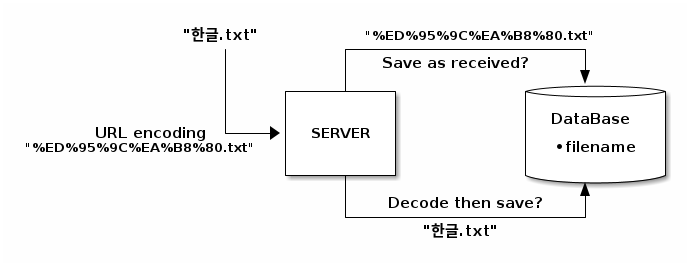 "한글.txt"
"%ED%95%9C%EA%B8%80.txt"
Save as received?
DataBase
•filename
URL encoding
"%ED%95%9C%EA%B8%80.txt"
SERVER
Decode then save?
"한글.txt"